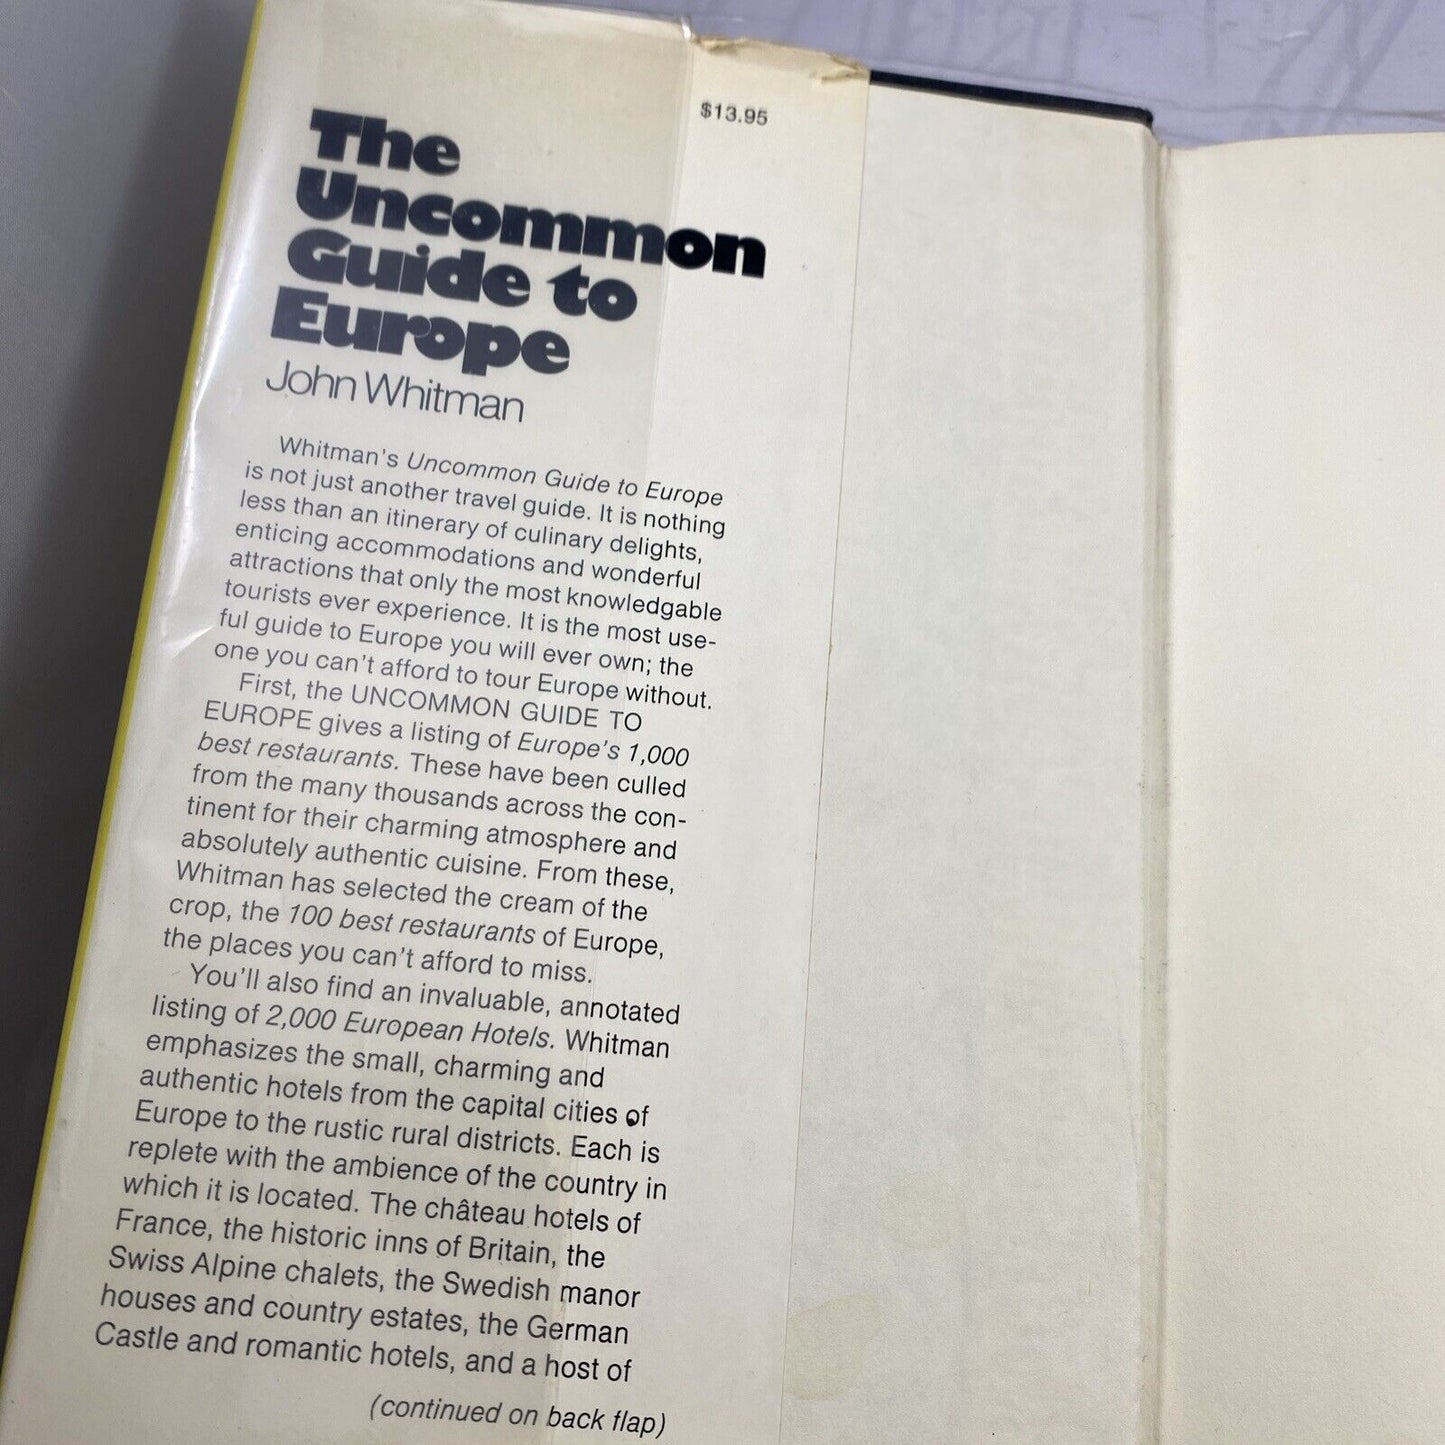 $13.95
The
Uncommon
Guide to
Europe
John Whitman
Whitman's Uncommon Guide to Europe
is not just another travel guide. It is nothing
less than an itinerary of culinary delights,
enticing accommodations and wonderful
attractions that only the most knowledgable
tourists ever experience. It is the most use-
ful guide to Europe you will ever own; the
one you can't afford to tour Europe without.
First, the UNCOMMON GUIDE TO
EUROPE gives a listing of Europe's 1,000
best restaurants. These have been culled
from the many thousands across the con-
tinent for their charming atmosphere and
absolutely authentic cuisine. From these,
Whitman has selected the cream of the
crop, the 100 best restaurants of Europe,
the places you can't afford to miss.
You'll also find an invaluable, annotated
listing of 2,000 European Hotels. Whitman
emphasizes the small, charming and
authentic hotels from the capital cities of
Europe to the rustic rural districts. Each is
replete with the ambience of the country in
which it is located. The château hotels of
France, the historic inns of Britain, the
Swiss Alpine chalets, the Swedish manor
houses and country estates, the German
Castle and romantic hotels, and a host of
(continued on back flap)